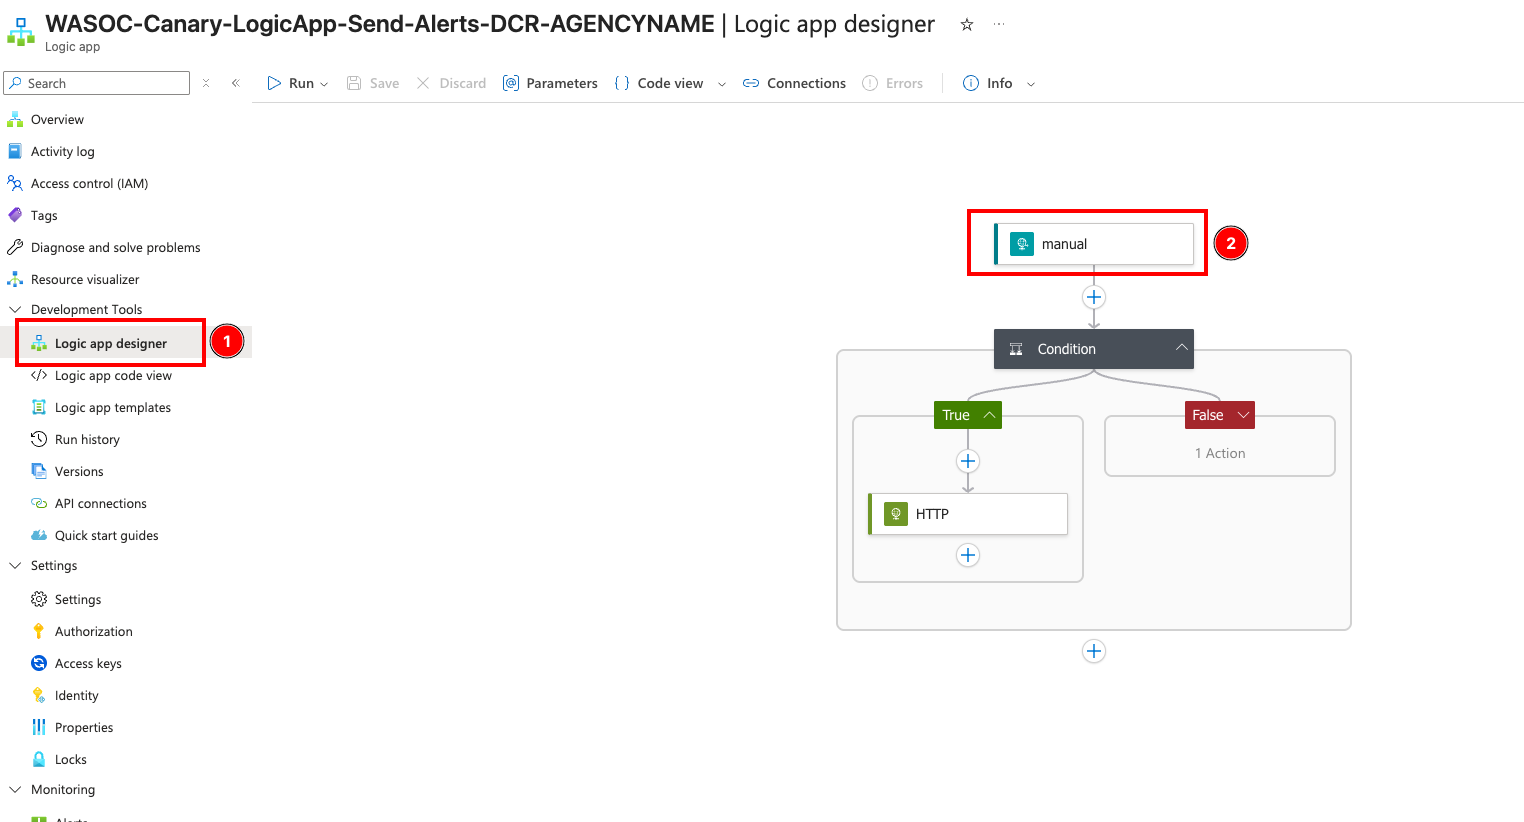 WASOC-Canary-LogicApp-Send-Alerts-DCR-AGENCYNAME | Logic app designer
Logic app
Search
Run
Save
Discard
Parameters
Code view
Connections
Errors
Info
Overview
Activity log
Access control (IAM)
Tags
Diagnose and solve problems
Resource visualizer
Development Tools
Logic app designer
1
Logic app code view
Logic app templates
Run history
Versions
API connections
Quick start guides
Settings
Settings
Authorization
Access keys
Identity
Properties
Locks
Monitoring
Alerts
manual
2
Condition
True
False
1 Action
HTTP